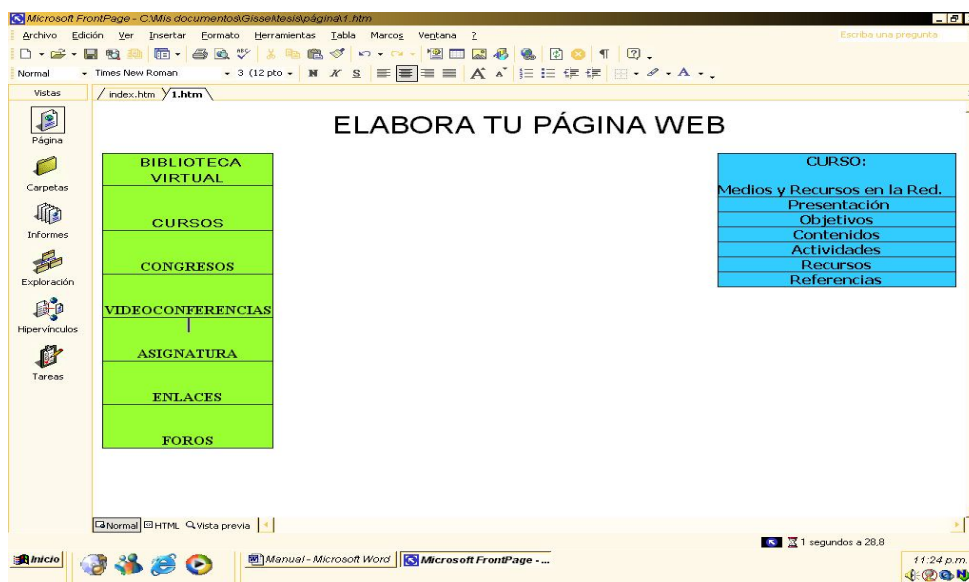 Microsoft FrontPage - C:\Mis documentos\Gissel\tesis\página\1.htm
Archivo Edición Ver Insertar Formato Herramientas Tabla Marcos Ventana ?
Escriba una pregunta
Normal Times New Roman 3 (12 pto N K S
Vistas
index.htm 1.htm
Página
Carpetas
Informes
Exploración
Hipervínculos
Tareas
ELABORA TU PÁGINA WEB
BIBLIOTECA
VIRTUAL
CURSOS
CONGRESOS
VIDEOCONFERENCIAS
ASIGNATURA
ENLACES
FOROS
CURSO:
Medios y Recursos en la Red.
Presentación
Objetivos
Contenidos
Actividades
Recursos
Referencias
Normal HTML Vista previa
1 segundos a 28,8
Inicio
Manual - Microsoft Word
Microsoft FrontPage - ...
11:24 p.m.